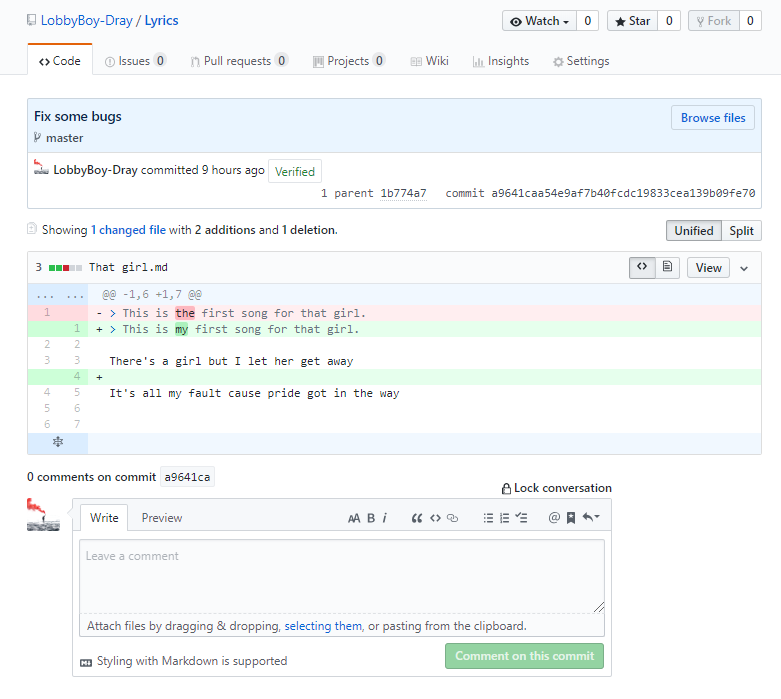 LobbyBoy-Dray / Lyrics
Watch 0 Star 0 Fork 0
Code Issues 0 Pull requests 0 Projects 0 Wiki Insights Settings
Fix some bugs
Browse files
master
LobbyBoy-Dray committed 9 hours ago Verified
1 parent 1b774a7 commit a9641caa54e9af7b40fcdc19833cea139b09fe70
Showing 1 changed file with 2 additions and 1 deletion.
Unified Split
3 That girl.md
View
... ... @@ -1,6 +1,7 @@
1 - > This is the first song for that girl.
1 + > This is my first song for that girl.
2 2
3 3 There's a girl but I let her get away
4 +
4 5 It's all my fault cause pride got in the way
5 6
6 7
0 comments on commit a9641ca
Lock conversation
Write Preview
AA B i “ <> @
Leave a comment
Attach files by dragging & dropping, selecting them, or pasting from the clipboard.
Styling with Markdown is supported
Comment on this commit